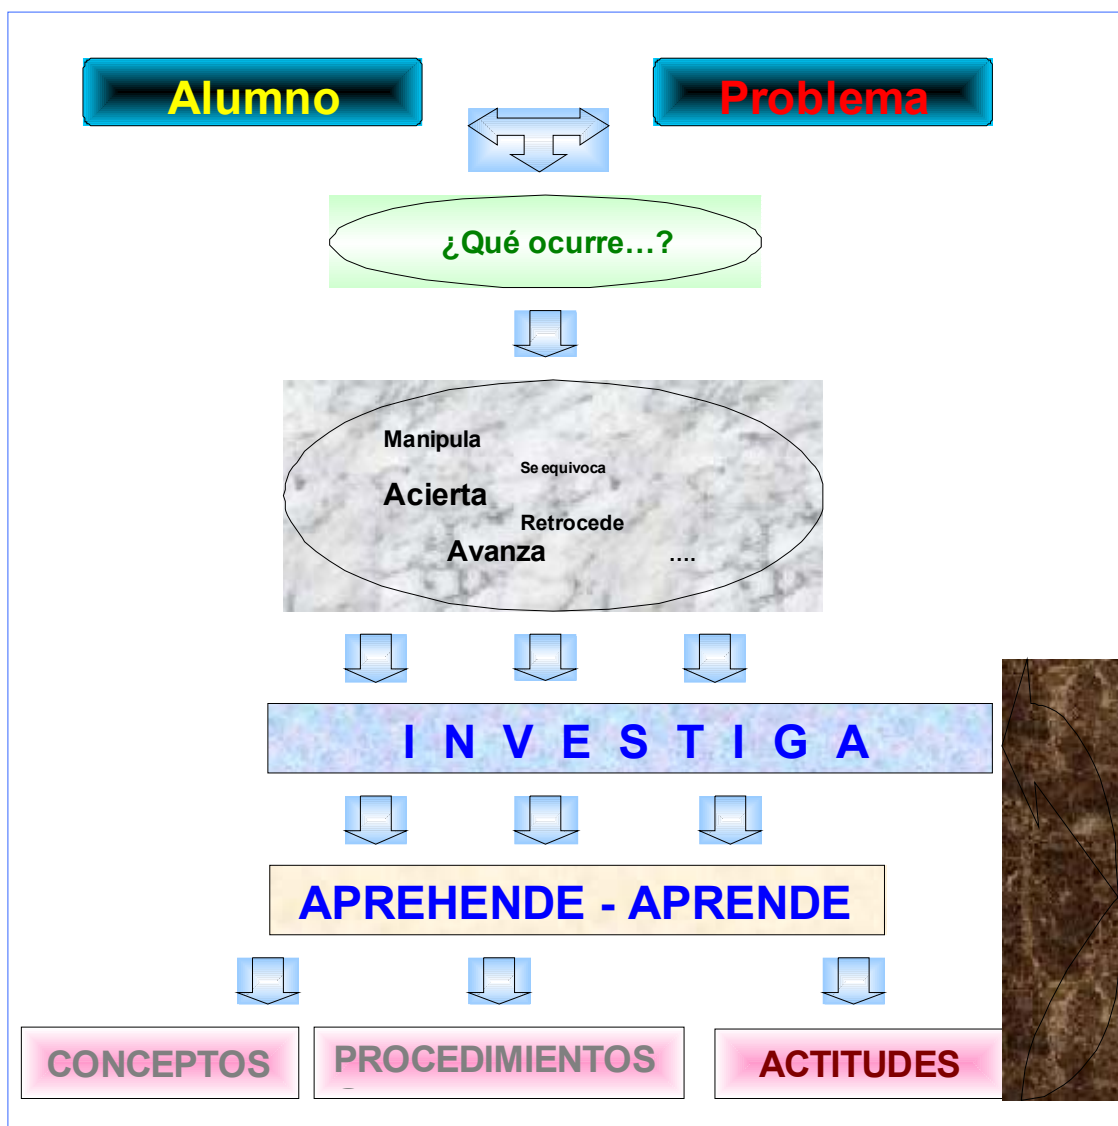 Alumno
Problema
¿Qué ocurre…?
Manipula
Se equivoca
Acierta
Retrocede
Avanza ….
I N V E S T I G A
APREHENDE - APRENDE
CONCEPTOS
PROCEDIMIENTOS
ACTITUDES